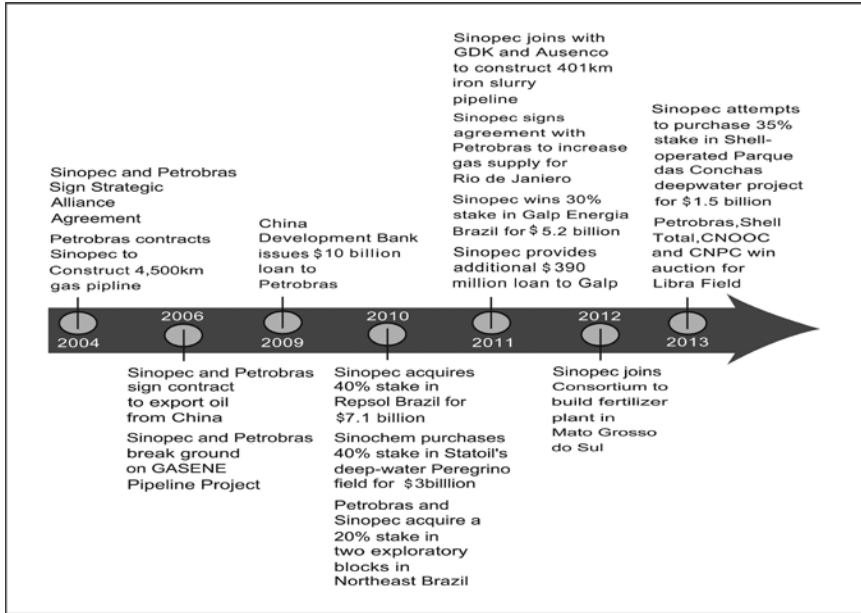 Sinopec and Petrobras
Sign Strategic
Alliance
Agreement
Petrobras contracts
Sinopec to
Construct 4,500km
gas pipline
2004
2006
Sinopec and Petrobras
sign contract
to export oil
from China
Sinopec and Petrobras
break ground
on GASENE
Pipeline Project
China
Development Bank
issues $10 billion
loan to
Petrobras
2009
2010
Sinopec acquires
40% stake in
Repsol Brazil for
$7.1 billion
Sinochem purchases
40% stake in Statoil's
deep-water Peregrino
field for $3billlion
Petrobras and
Sinopec acquire a
20% stake in
two exploratory
blocks in
Northeast Brazil
Sinopec joins with
GDK and Ausenco
to construct 401km
iron slurry
pipeline
Sinopec signs
agreement with
Petrobras to increase
gas supply for
Rio de Janiero
Sinopec wins 30%
stake in Galp Energia
Brazil for $5.2 billion
Sinopec provides
additional $390
million loan to Galp
2011
2012
Sinopec joins
Consortium to
build fertilizer
plant in
Mato Grosso
do Sul
Sinopec attempts
to purchase 35%
stake in Shell-
operated Parque
das Conchas
deepwater project
for $1.5 billion
Petrobras,Shell
Total,CNOOC
and CNPC win
auction for
Libra Field
2013